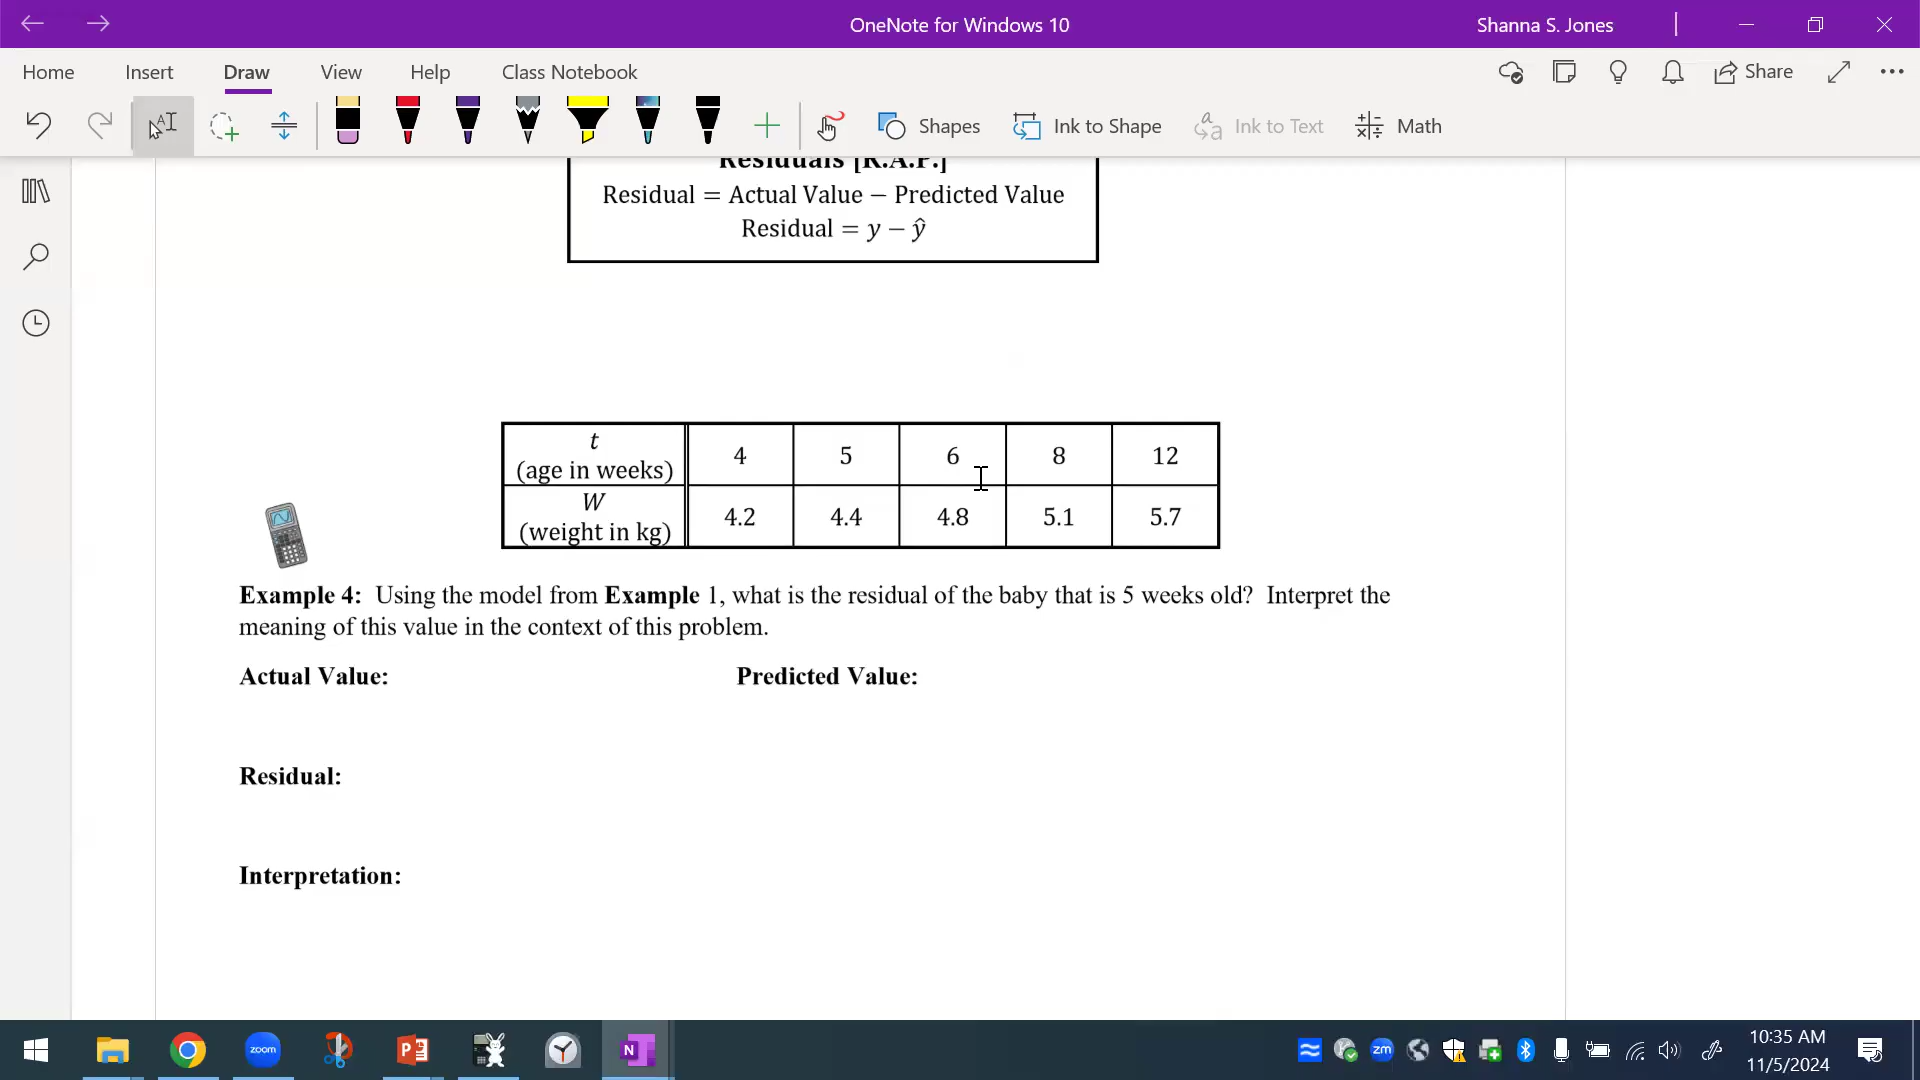 OneNote for Windows 10
Shanna S. Jones
Home Insert Draw View Help Class Notebook
Share
Shapes Ink to Shape Ink to Text Math
Residuals [R.A.P.]
Residual = Actual Value − Predicted Value
Residual = y − ŷ
t
(age in weeks)
4 5 6 8 12
W
(weight in kg)
4.2 4.4 4.8 5.1 5.7
Example 4: Using the model from Example 1, what is the residual of the baby that is 5 weeks old? Interpret the
meaning of this value in the context of this problem.
Actual Value: Predicted Value:
Residual:
Interpretation:
zoom
zm
10:35 AM
11/5/2024